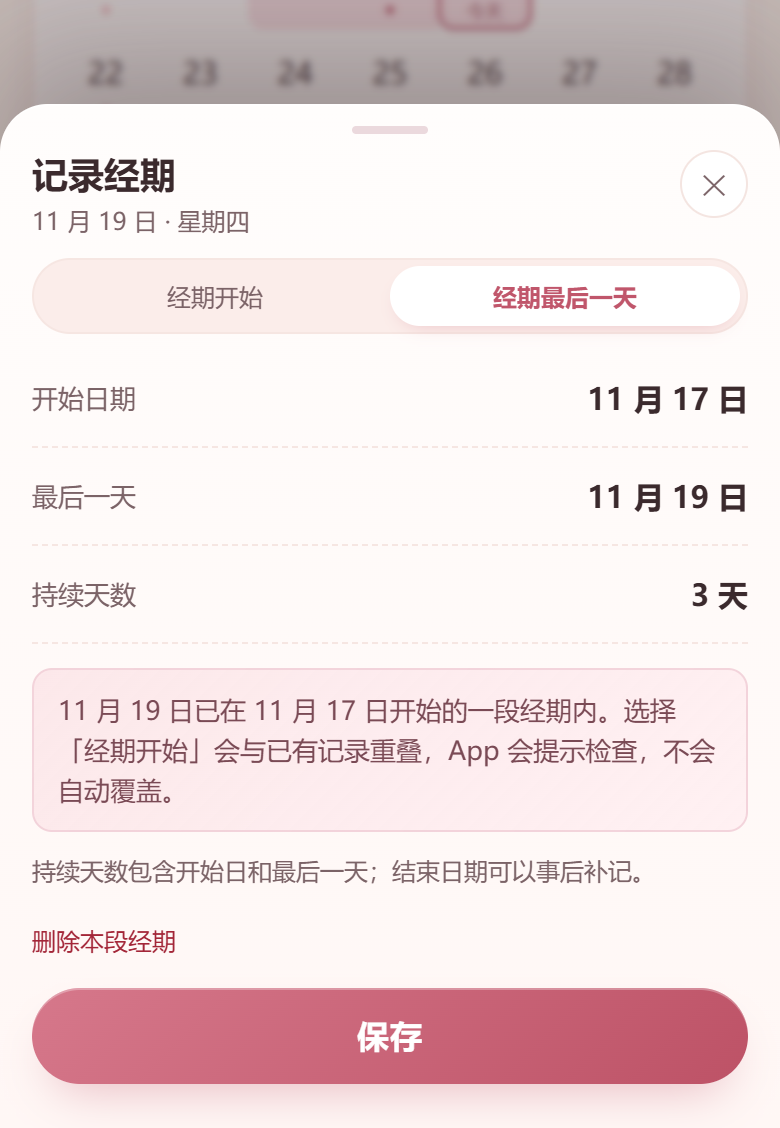 22 23 24 25 26 27 28
记录经期
11 月 19 日 · 星期四
经期开始 经期最后一天
开始日期 11 月 17 日
最后一天 11 月 19 日
持续天数 3 天
11 月 19 日已在 11 月 17 日开始的一段经期内。选择
「经期开始」会与已有记录重叠，App 会提示检查，不会
自动覆盖。
持续天数包含开始日和最后一天；结束日期可以事后补记。
删除本段经期
保存